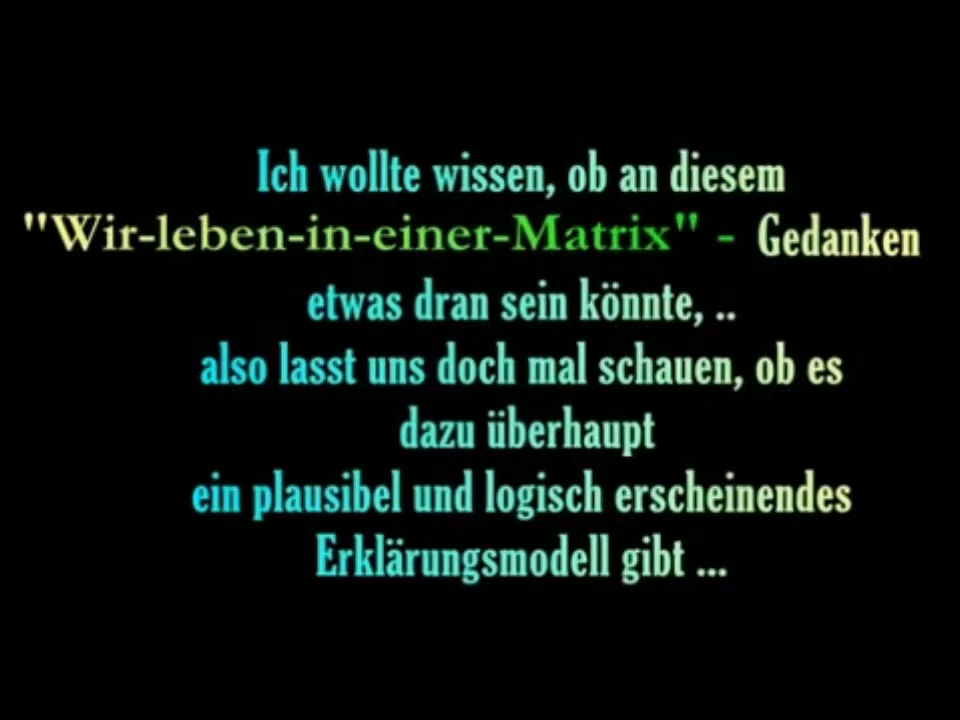 Ich wollte wissen, ob an diesem
"Wir-leben-in-einer-Matrix" - Gedanken
etwas dran sein könnte, ..
also lasst uns doch mal schauen, ob es
dazu überhaupt
ein plausibel und logisch erscheinendes
Erklärungsmodell gibt ...